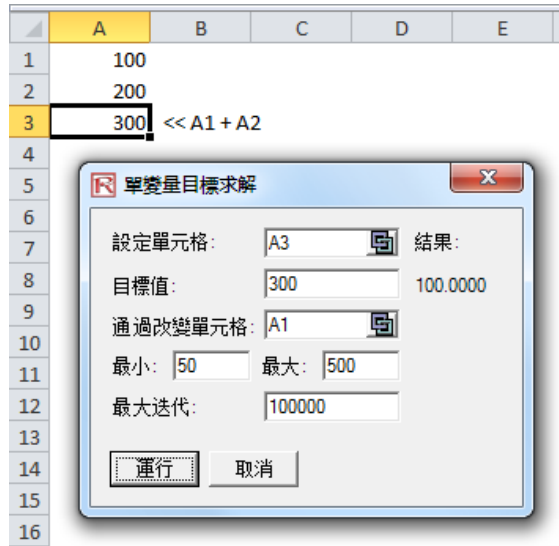 A B C D E
1 100
2 200
3 300 << A1 + A2
4
5 單變量目標求解
6
7 設定單元格: A3 結果:
8 目標值: 300 100.0000
9
10 通過改變單元格: A1
11 最小: 50 最大: 500
12 最大迭代: 100000
13
14 運行 取消
15
16